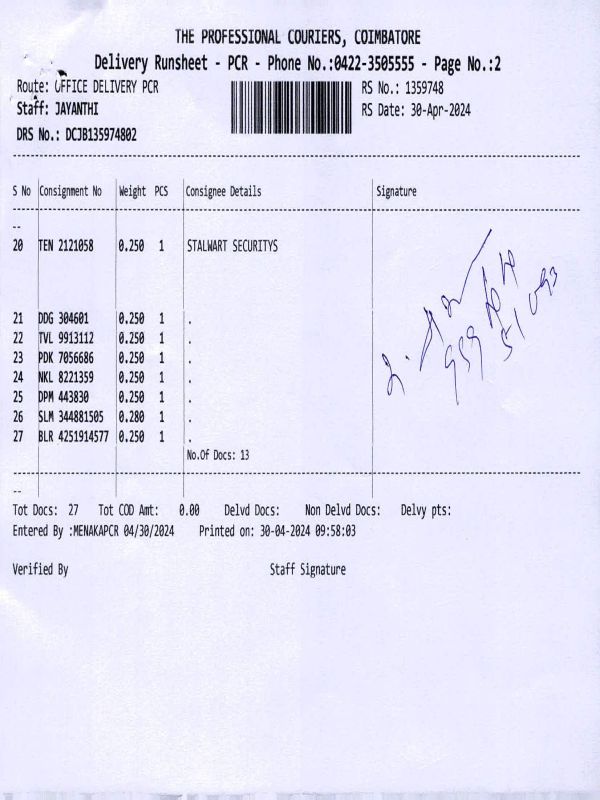 THE PROFESSIONAL COURIERS, COIMBATORE
Delivery Runsheet - PCR - Phone No.:0422-3505555 - Page No.:2
Route: OFFICE DELIVERY PCR
RS No.: 1359748
Staff: JAYANTHI
RS Date: 30-Apr-2024
DRS No.: DCJB135974802
S No Consignment No Weight PCS Consignee Details Signature
--
20 TEN 2121058 0.250 1 STALWART SECURITYS
21 DDG 304601 0.250 1 .
22 TVL 9913112 0.250 1 .
23 PDK 7056686 0.250 1 .
24 NKL 8221359 0.250 1 .
25 DPM 443830 0.250 1 .
26 SLM 344881505 0.280 1 .
27 BLR 4251914577 0.250 1 .
No.Of Docs: 13
--
Tot Docs: 27 Tot COD Amt: 0.00 Delvd Docs: Non Delvd Docs: Delvy pts:
Entered By :MENAKAPCR 04/30/2024 Printed on: 30-04-2024 09:58:03
Verified By Staff Signature